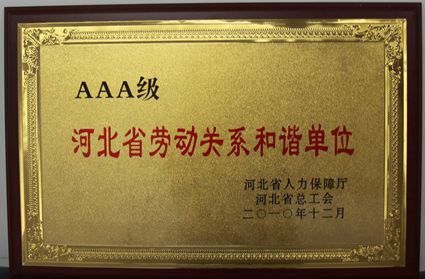 AAA级
河北省劳动关系和谐单位
河北省人力保障厅
河北省总工会
二〇一〇年十二月